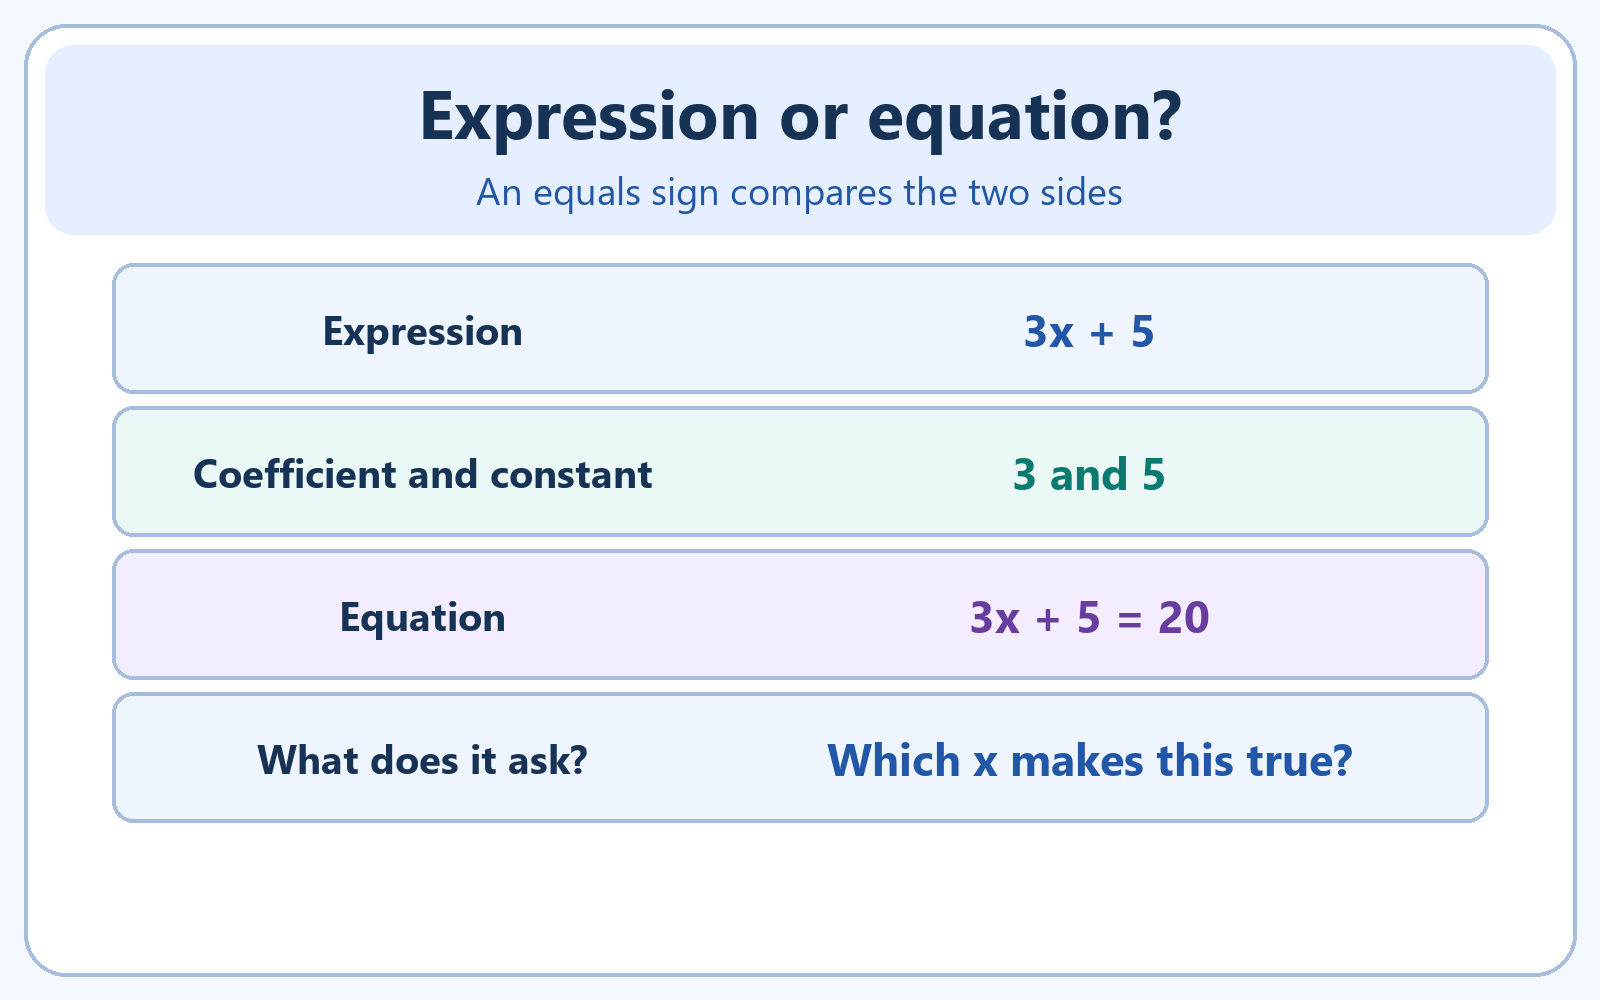 Expression or equation?
An equals sign compares the two sides
Expression 3x + 5
Coefficient and constant 3 and 5
Equation 3x + 5 = 20
What does it ask? Which x makes this true?